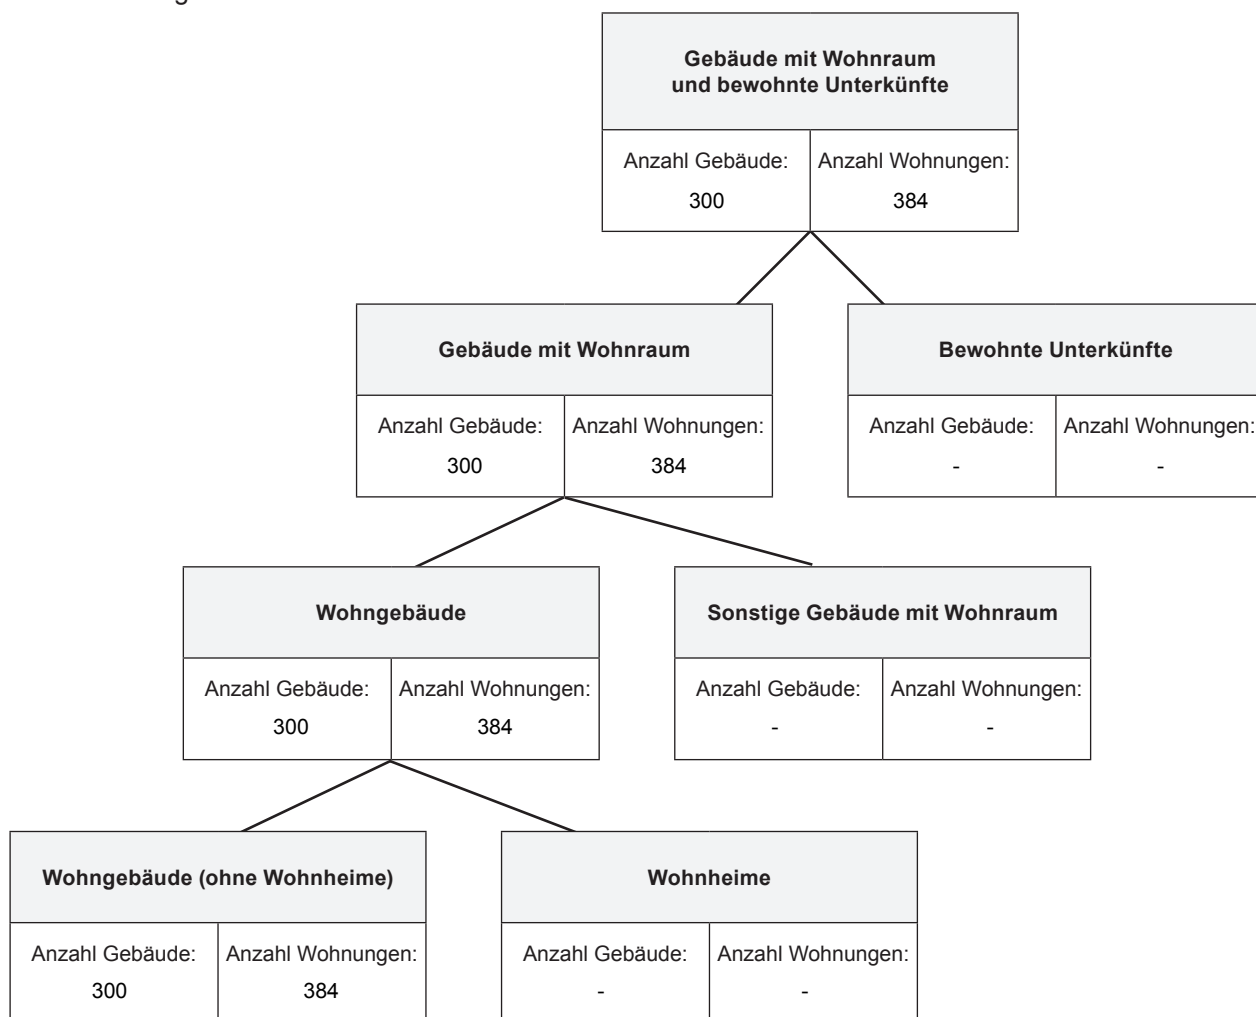 Gebäude mit Wohnraum
und bewohnte Unterkünfte
Anzahl Gebäude: Anzahl Wohnungen:
300 384
Gebäude mit Wohnraum Bewohnte Unterkünfte
Anzahl Gebäude: Anzahl Wohnungen: Anzahl Gebäude: Anzahl Wohnungen:
300 384 - -
Wohngebäude Sonstige Gebäude mit Wohnraum
Anzahl Gebäude: Anzahl Wohnungen: Anzahl Gebäude: Anzahl Wohnungen:
300 384 - -
Wohngebäude (ohne Wohnheime) Wohnheime
Anzahl Gebäude: Anzahl Wohnungen: Anzahl Gebäude: Anzahl Wohnungen:
300 384 - -